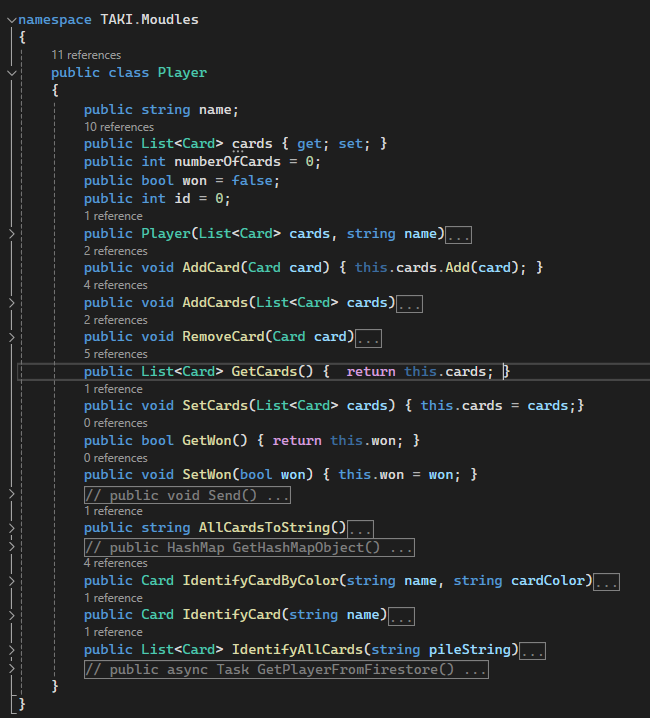 namespace TAKI.Moudles
{
11 references
public class Player
{
public string name;
10 references
public List<Card> cards { get; set; }
public int numberOfCards = 0;
public bool won = false;
public int id = 0;
1 reference
public Player(List<Card> cards, string name)...
2 references
public void AddCard(Card card) { this.cards.Add(card); }
4 references
public void AddCards(List<Card> cards)...
2 references
public void RemoveCard(Card card)...
5 references
public List<Card> GetCards() {  return this.cards; }
1 reference
public void SetCards(List<Card> cards) { this.cards = cards;}
0 references
public bool GetWon() { return this.won; }
0 references
public void SetWon(bool won) { this.won = won; }
// public void Send() ...
1 reference
public string AllCardsToString()...
// public HashMap GetHashMapObject() ...
4 references
public Card IdentifyCardByColor(string name, string cardColor)...
1 reference
public Card IdentifyCard(string name)...
1 reference
public List<Card> IdentifyAllCards(string pileString)...
// public async Task GetPlayerFromFirestore() ...
}
}